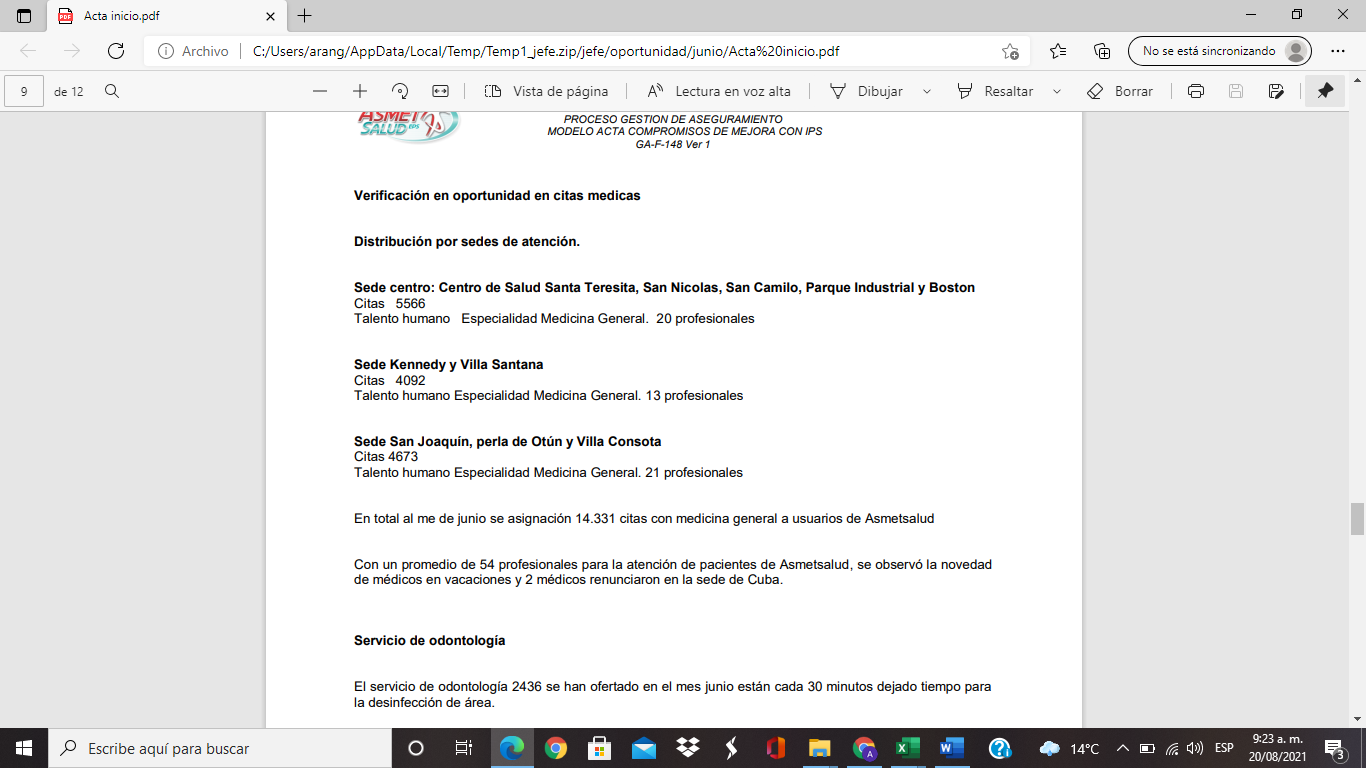 Acta inicio.pdf
Archivo C:/Users/arang/AppData/Local/Temp/Temp1_jefe.zip/jefe/oportunidad/junio/Acta%20inicio.pdf No se está sincronizando
9 de 12 Vista de página Lectura en voz alta Dibujar Resaltar Borrar
ASMET
SALUD EPS
PROCESO GESTION DE ASEGURAMIENTO
MODELO ACTA COMPROMISOS DE MEJORA CON IPS
GA-F-148 Ver 1
Verificación en oportunidad en citas medicas
Distribución por sedes de atención.
Sede centro: Centro de Salud Santa Teresita, San Nicolas, San Camilo, Parque Industrial y Boston
Citas 5566
Talento humano Especialidad Medicina General. 20 profesionales
Sede Kennedy y Villa Santana
Citas 4092
Talento humano Especialidad Medicina General. 13 profesionales
Sede San Joaquín, perla de Otún y Villa Consota
Citas 4673
Talento humano Especialidad Medicina General. 21 profesionales
En total al me de junio se asignación 14.331 citas con medicina general a usuarios de Asmetsalud
Con un promedio de 54 profesionales para la atención de pacientes de Asmetsalud, se observó la novedad
de médicos en vacaciones y 2 médicos renunciaron en la sede de Cuba.
Servicio de odontología
El servicio de odontología 2436 se han ofertado en el mes junio están cada 30 minutos dejado tiempo para
la desinfección de área.
Escribe aquí para buscar
14°C ESP
9:23 a. m.
20/08/2021
3